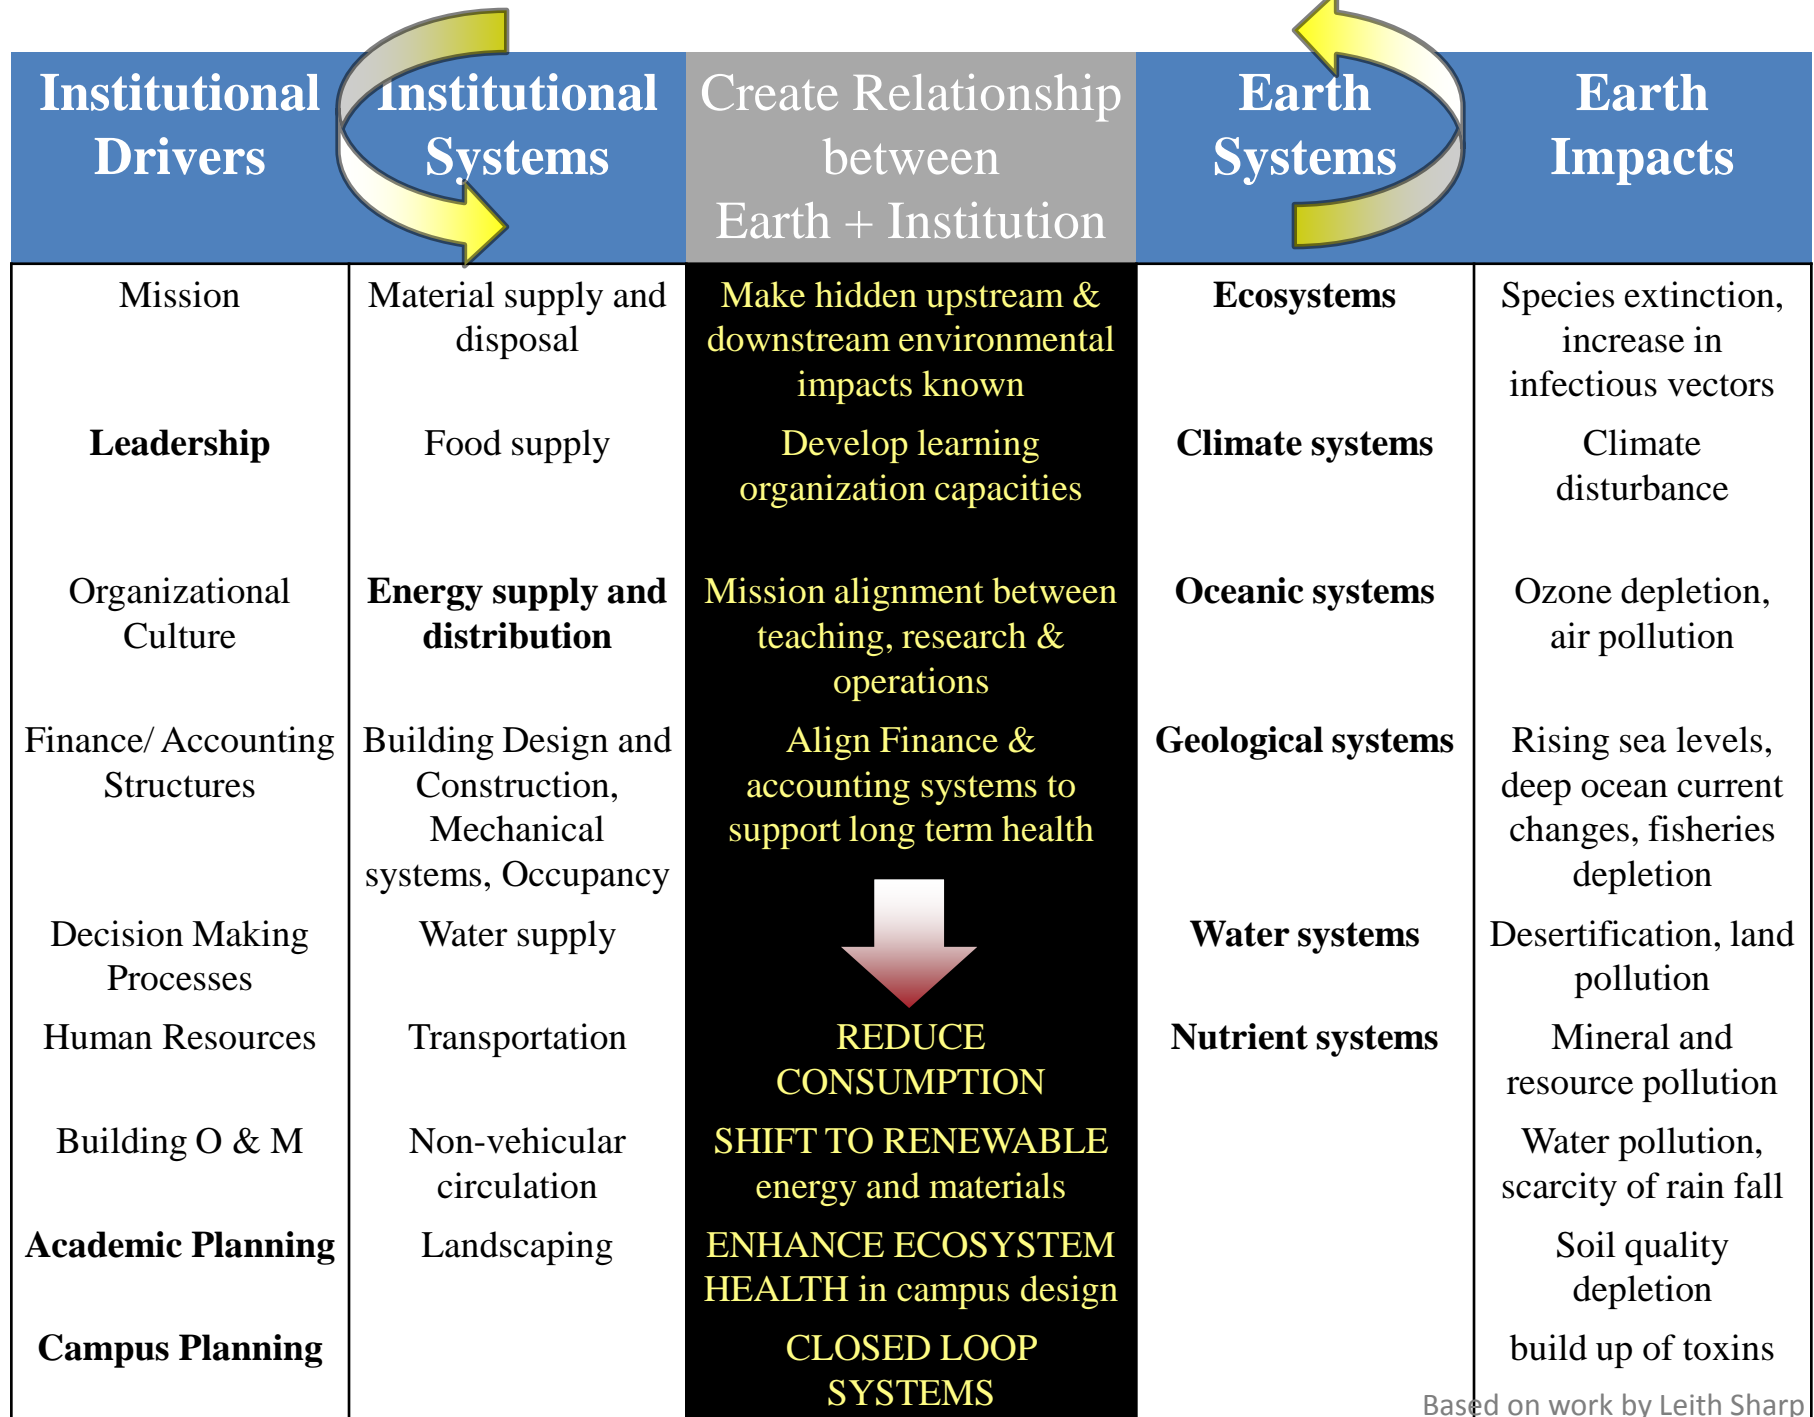 Institutional
Drivers
Institutional
Systems
Create Relationship
between
Earth + Institution
Earth
Systems
Earth
Impacts
Mission
Material supply and
disposal
Make hidden upstream &
downstream environmental
impacts known
Ecosystems
Species extinction,
increase in
infectious vectors
Leadership
Food supply
Develop learning
organization capacities
Climate systems
Climate
disturbance
Organizational
Culture
Energy supply and
distribution
Mission alignment between
teaching, research &
operations
Oceanic systems
Ozone depletion,
air pollution
Finance/ Accounting
Structures
Building Design and
Construction,
Mechanical
systems, Occupancy
Align Finance &
accounting systems to
support long term health
Geological systems
Rising sea levels,
deep ocean current
changes, fisheries
depletion
Decision Making
Processes
Water supply
Water systems
Desertification, land
pollution
Human Resources
Transportation
REDUCE
CONSUMPTION
Nutrient systems
Mineral and
resource pollution
Building O & M
Non-vehicular
circulation
SHIFT TO RENEWABLE
energy and materials
Water pollution,
scarcity of rain fall
Academic Planning
Landscaping
ENHANCE ECOSYSTEM
HEALTH in campus design
Soil quality
depletion
Campus Planning
CLOSED LOOP
SYSTEMS
build up of toxins
Based on work by Leith Sharp